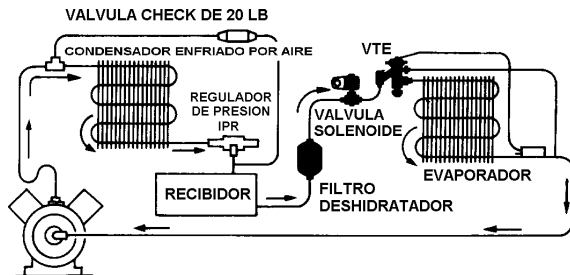 VALVULA CHECK DE 20 LB
CONDENSADOR ENFRIADO POR AIRE
VTE
REGULADOR
DE PRESION
IPR
VALVULA
SOLENOIDE
RECIBIDOR
FILTRO
DESHIDRATADOR
EVAPORADOR